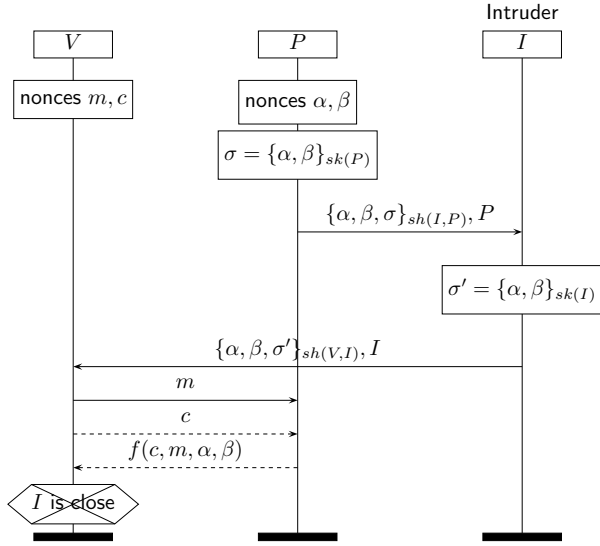 Intruder
V P I
nonces m, c nonces α, β
σ = {α, β}sk(P)
{α, β, σ}sh(I,P), P
σ′ = {α, β}sk(I)
{α, β, σ′}sh(V,I), I
m
c
f(c, m, α, β)
I is close